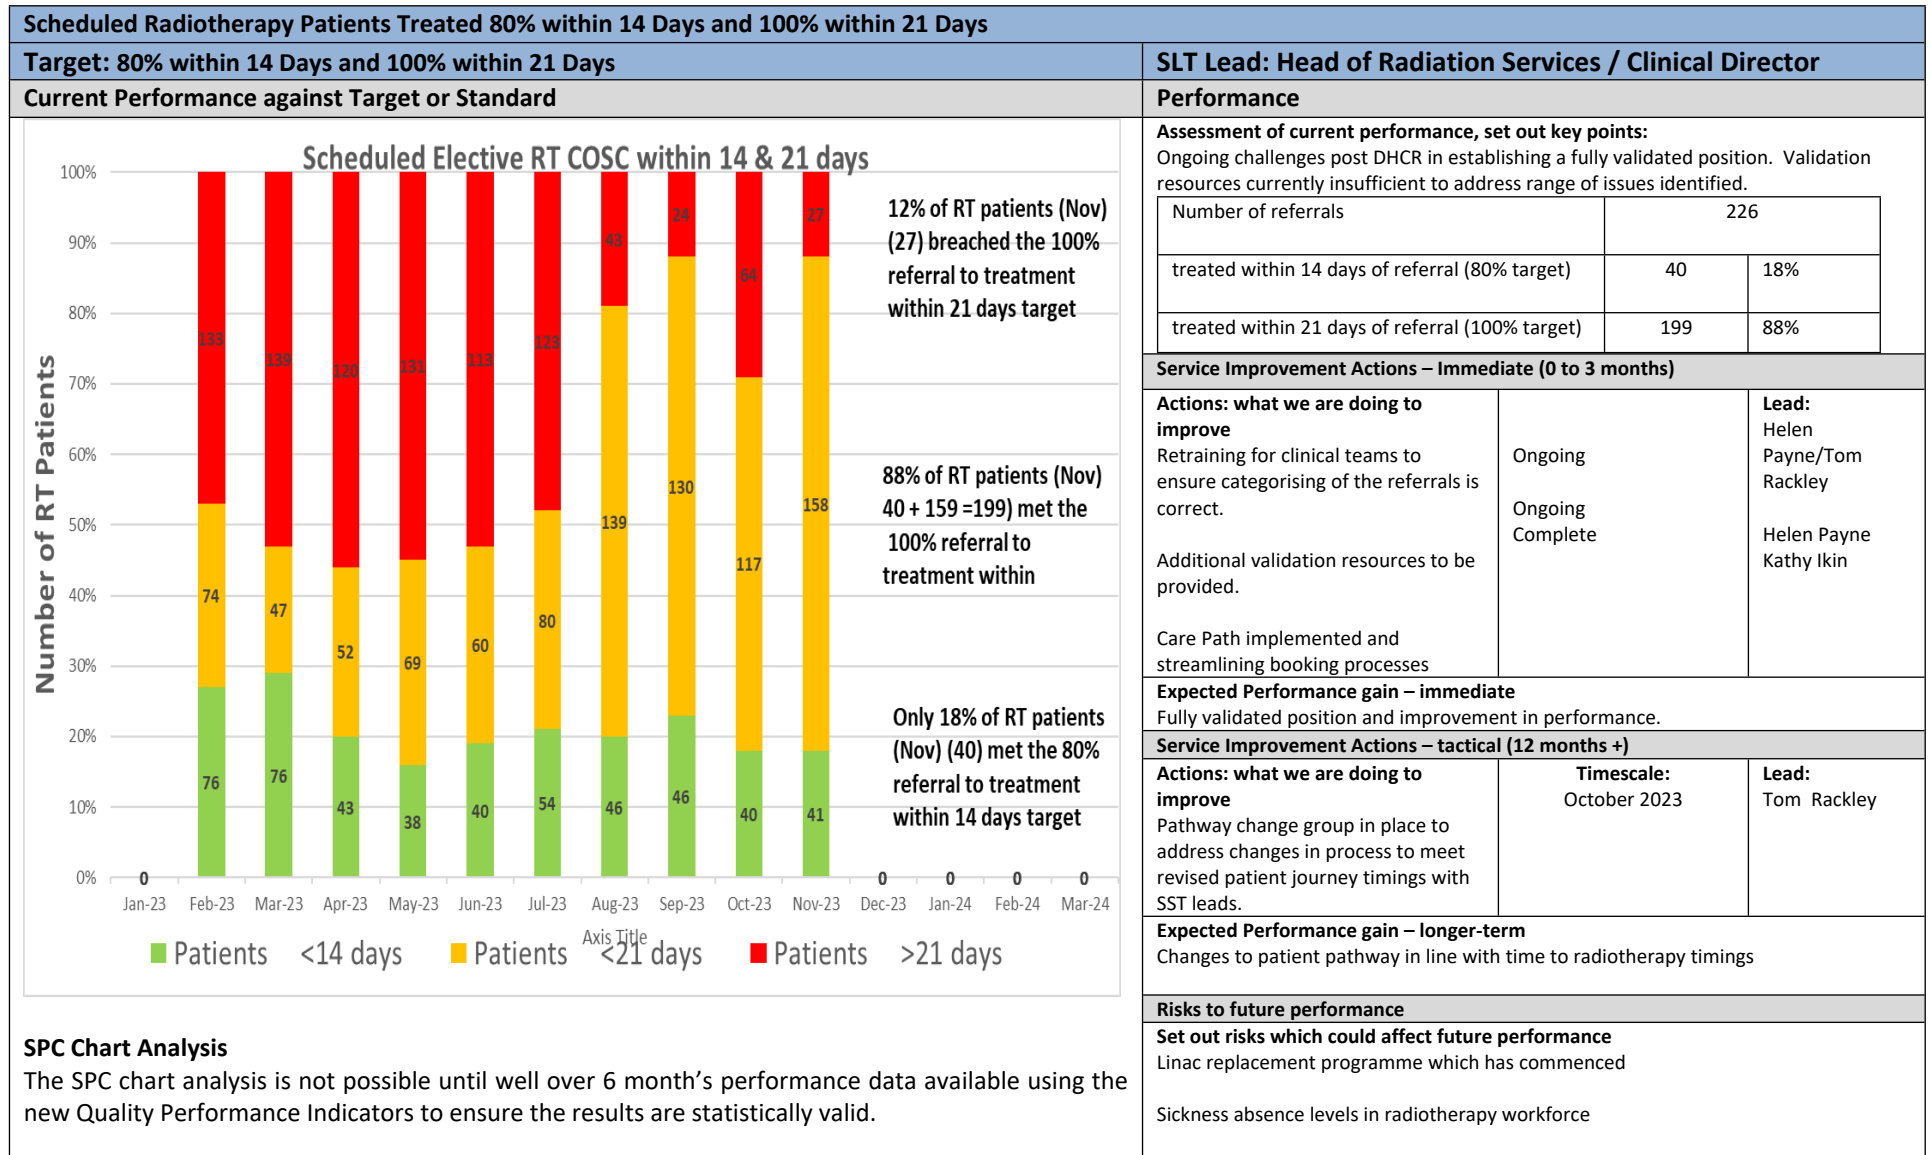 Scheduled Radiotherapy Patients Treated 80% within 14 Days and 100% within 21 Days
Target: 80% within 14 Days and 100% within 21 Days
SLT Lead: Head of Radiation Services / Clinical Director
Current Performance against Target or Standard
Performance
Scheduled Elective RT COSC within 14 & 21 days
Number of RT Patients
100%
90%
80%
70%
60%
50%
40%
30%
20%
10%
0%
0
133
74
76
139
47
76
120
52
43
131
69
38
113
60
40
123
80
54
43
139
46
24
130
46
64
117
40
27
158
41
0
0
0
0
Jan-23
Feb-23
Mar-23
Apr-23
May-23
Jun-23
Jul-23
Aug-23
Sep-23
Oct-23
Nov-23
Dec-23
Jan-24
Feb-24
Mar-24
Axis Title
Patients <14 days
Patients <21 days
Patients >21 days
12% of RT patients (Nov)
(27) breached the 100%
referral to treatment
within 21 days target
88% of RT patients (Nov)
40 + 159 =199) met the
100% referral to
treatment within
Only 18% of RT patients
(Nov) (40) met the 80%
referral to treatment
within 14 days target
SPC Chart Analysis
The SPC chart analysis is not possible until well over 6 month's performance data available using the
new Quality Performance Indicators to ensure the results are statistically valid.
Assessment of current performance, set out key points:
Ongoing challenges post DHCR in establishing a fully validated position. Validation
resources currently insufficient to address range of issues identified.
Number of referrals 226
treated within 14 days of referral (80% target) 40 18%
treated within 21 days of referral (100% target) 199 88%
Service Improvement Actions – Immediate (0 to 3 months)
Actions: what we are doing to
improve
Retraining for clinical teams to
ensure categorising of the referrals is
correct.
Additional validation resources to be
provided.
Care Path implemented and
streamlining booking processes
Ongoing
Ongoing
Complete
Lead:
Helen
Payne/Tom
Rackley
Helen Payne
Kathy Ikin
Expected Performance gain – immediate
Fully validated position and improvement in performance.
Service Improvement Actions – tactical (12 months +)
Actions: what we are doing to
improve
Pathway change group in place to
address changes in process to meet
revised patient journey timings with
SST leads.
Timescale:
October 2023
Lead:
Tom Rackley
Expected Performance gain – longer-term
Changes to patient pathway in line with time to radiotherapy timings
Risks to future performance
Set out risks which could affect future performance
Linac replacement programme which has commenced
Sickness absence levels in radiotherapy workforce